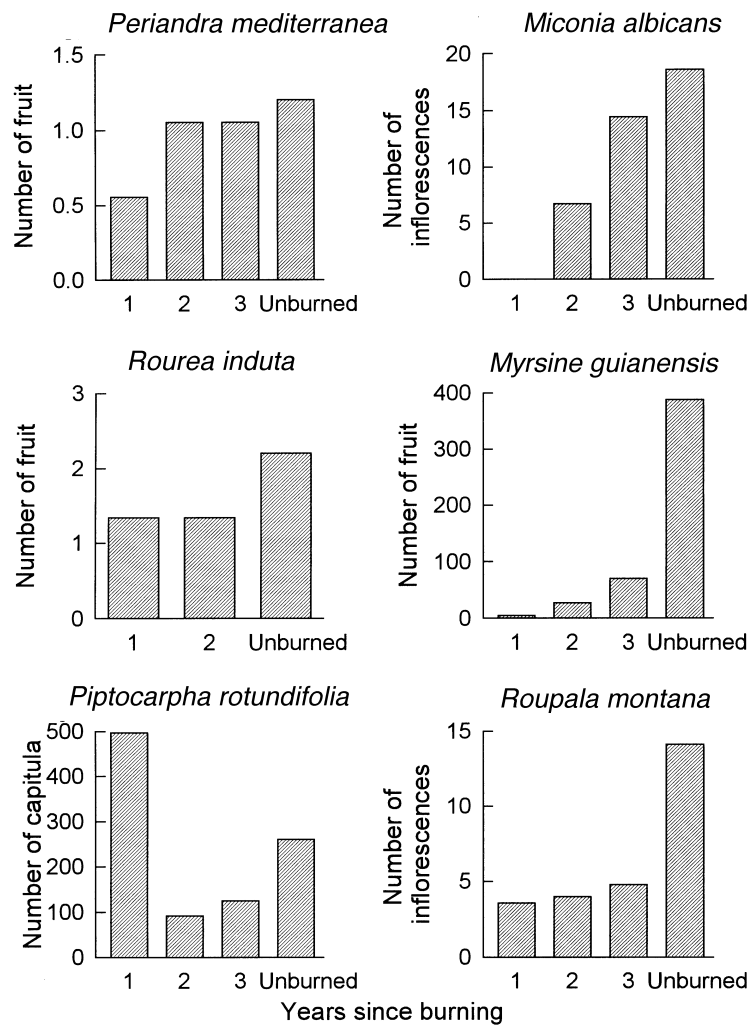 Periandra mediterranea
Number of fruit
1.5
1.0
0.5
0.0
1 2 3 Unburned
Miconia albicans
Number of
inflorescences
20
15
10
5
0
1 2 3 Unburned
Rourea induta
Number of fruit
3
2
1
0
1 2 Unburned
Myrsine guianensis
Number of fruit
400
300
200
100
0
1 2 3 Unburned
Piptocarpha rotundifolia
Number of capitula
500
400
300
200
100
0
1 2 3 Unburned
Roupala montana
Number of
inflorescences
15
10
5
0
1 2 3 Unburned
Years since burning